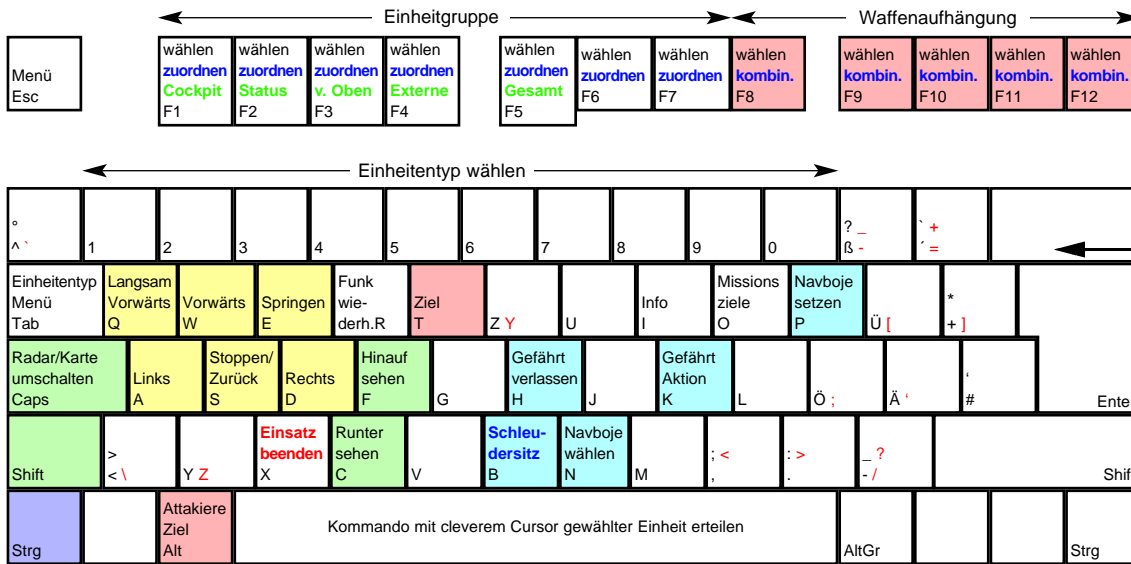 Einheitgruppe
Waffenaufhängung
Menü
Esc
wählen
zuordnen
Cockpit
F1
wählen
zuordnen
Status
F2
wählen
zuordnen
v. Oben
F3
wählen
zuordnen
Externe
F4
wählen
zuordnen
Gesamt
F5
wählen
zuordnen
F6
wählen
zuordnen
F7
wählen
kombin.
F8
wählen
kombin.
F9
wählen
kombin.
F10
wählen
kombin.
F11
wählen
kombin.
F12
Einheitentyp wählen
°
^ `
1
2
3
4
5
6
7
8
9
0
? _
ß -
` +
´ =
Einheitentyp
Menü
Tab
Langsam
Vorwärts
Q
Vorwärts
W
Springen
E
Funk
wie-
derh.R
Ziel
T
Z Y
U
Info
I
Missions
ziele
O
Navboje
setzen
P
Ü [
*
+ ]
Radar/Karte
umschalten
Caps
Links
A
Stoppen/
Zurück
S
Rechts
D
Hinauf
sehen
F
G
Gefährt
verlassen
H
J
Gefährt
Aktion
K
L
Ö ;
Ä ‘
‘
#
Ente
Shift
>
< \
Y Z
Einsatz
beenden
X
Runter
sehen
C
V
Schleu-
dersitz
B
Navboje
wählen
N
M
; <
,
: >
.
_ ?
- /
Shif
Strg
Attakiere
Ziel
Alt
Kommando mit cleverem Cursor gewählter Einheit erteilen
AltGr
Strg